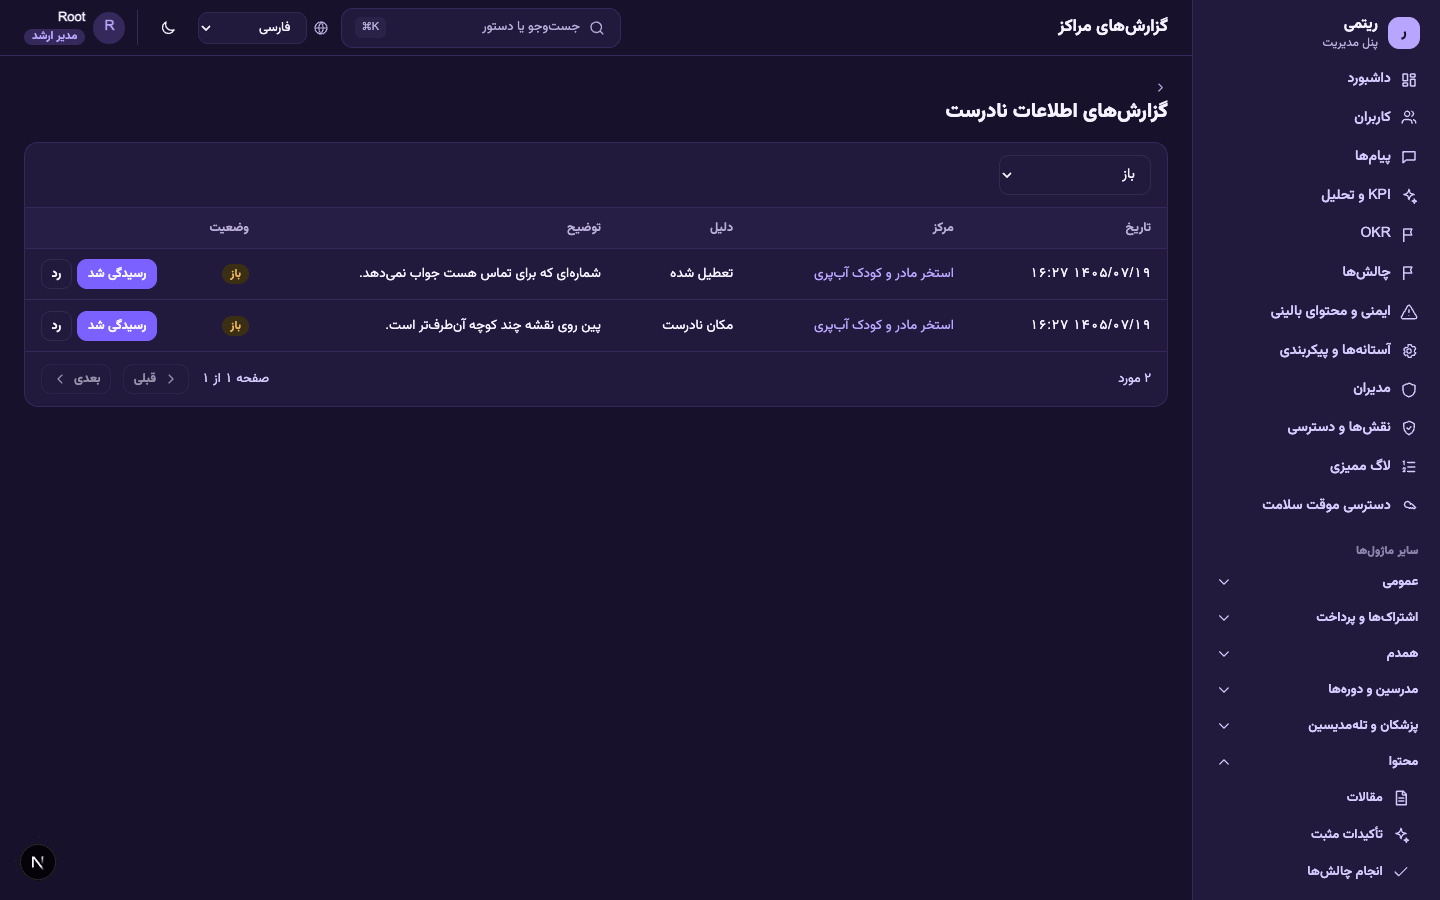 ریتمی
پنل مدیریت
داشبورد
کاربران
پیام‌ها
KPI و تحلیل
OKR
چالش‌ها
ایمنی و محتوای بالینی
آستانه‌ها و پیکربندی
مدیران
نقش‌ها و دسترسی
لاگ ممیزی
دسترسی موقت سلامت
سایر ماژول‌ها
عمومی
اشتراک‌ها و پرداخت
همدم
مدرسین و دوره‌ها
پزشکان و تله‌مدیسین
محتوا
مقالات
تأکیدات مثبت
انجام چالش‌ها
گزارش‌های مراکز
جست‌وجو یا دستور
⌘K
فارسی
Root
مدیر ارشد
R
ر
گزارش‌های اطلاعات نادرست
باز
تاریخ مرکز دلیل توضیح وضعیت
۱۴۰۵/۰۷/۱۹ ۱۶:۲۷ استخر مادر و کودک آب‌پری تعطیل شده شماره‌ای که برای تماس هست جواب نمی‌دهد. باز رسیدگی شد رد
۱۴۰۵/۰۷/۱۹ ۱۶:۲۷ استخر مادر و کودک آب‌پری مکان نادرست پین روی نقشه چند کوچه آن‌طرف‌تر است. باز رسیدگی شد رد
۲ مورد صفحه ۱ از ۱ قبلی بعدی
N